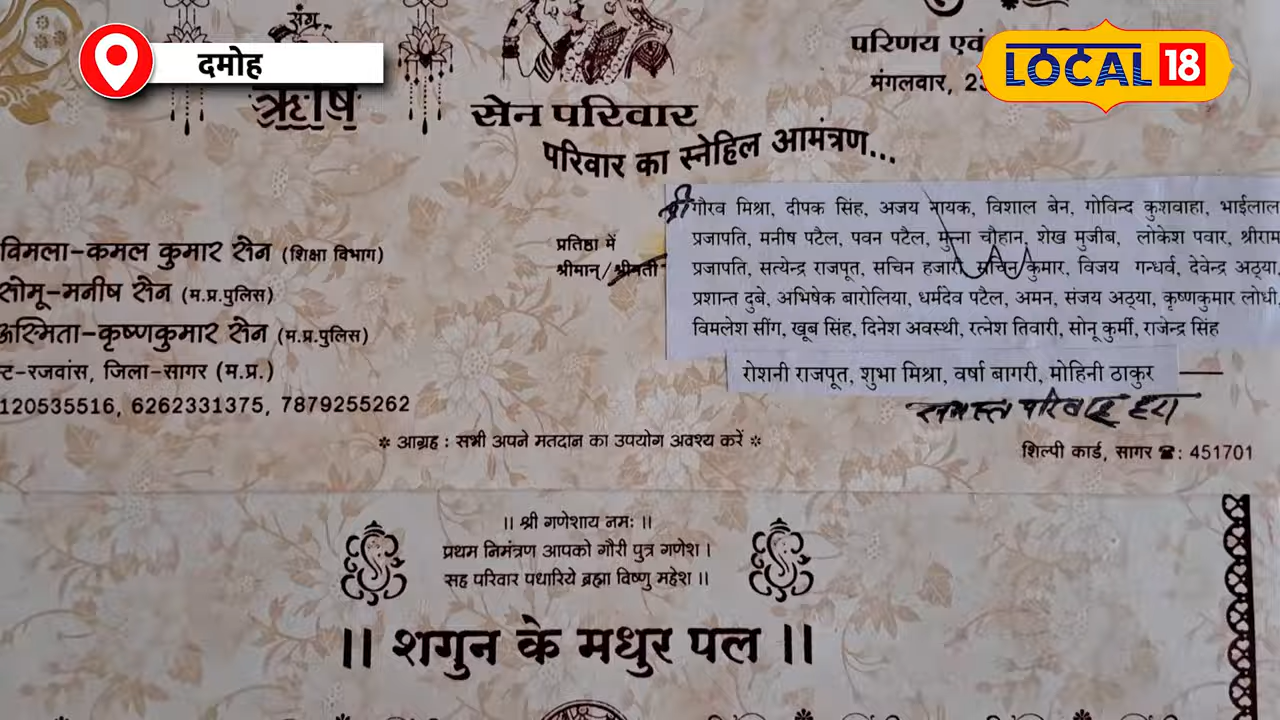 दमोह
LOCAL 18
संग
ऋषि
सेन परिवार
परिवार का स्नेहिल आमंत्रण...
परिणय एवं
मंगलवार, 23
विमला-कमल कुमार सेन (शिक्षा विभाग)
सोमू-मनीष सेन (म.प्र.पुलिस)
अस्मिता-कृष्णकुमार सेन (म.प्र.पुलिस)
ट-रजवांस, जिला-सागर (म.प्र.)
120535516, 6262331375, 7879255262
प्रतिष्ठा में
श्रीमान्/श्रीमती
श्री गौरव मिश्रा, दीपक सिंह, अजय नायक, विशाल बेन, गोविन्द कुशवाहा, भाईलाल
प्रजापति, मनीष पटैल, पवन पटैल, मुन्ना चौहान, शेख मुजीब, लोकेश पवार, श्रीराम
प्रजापति, सत्येन्द्र राजपूत, सचिन हजारी, सचिन कुमार, विजय गन्धर्व, देवेन्द्र अठ्या,
प्रशान्त दुबे, अभिषेक बारोलिया, धर्मदेव पटैल, अमन, संजय अठ्या, कृष्णकुमार लोधी
विमलेश सींग, खूब सिंह, दिनेश अवस्थी, रत्नेश तिवारी, सोनू कुर्मी, राजेन्द्र सिंह
रोशनी राजपूत, शुभा मिश्रा, वर्षा बागरी, मोहिनी ठाकुर
समस्त परिवार हटा
❉ आग्रह : सभी अपने मतदान का उपयोग अवश्य करें ❉
शिल्पी कार्ड, सागर ☎: 451701
।। श्री गणेशाय नमः ।।
प्रथम निमंत्रण आपको गौरी पुत्र गणेश ।
सह परिवार पधारिये ब्रह्मा विष्णु महेश ।।
।। शगुन के मधुर पल ।।